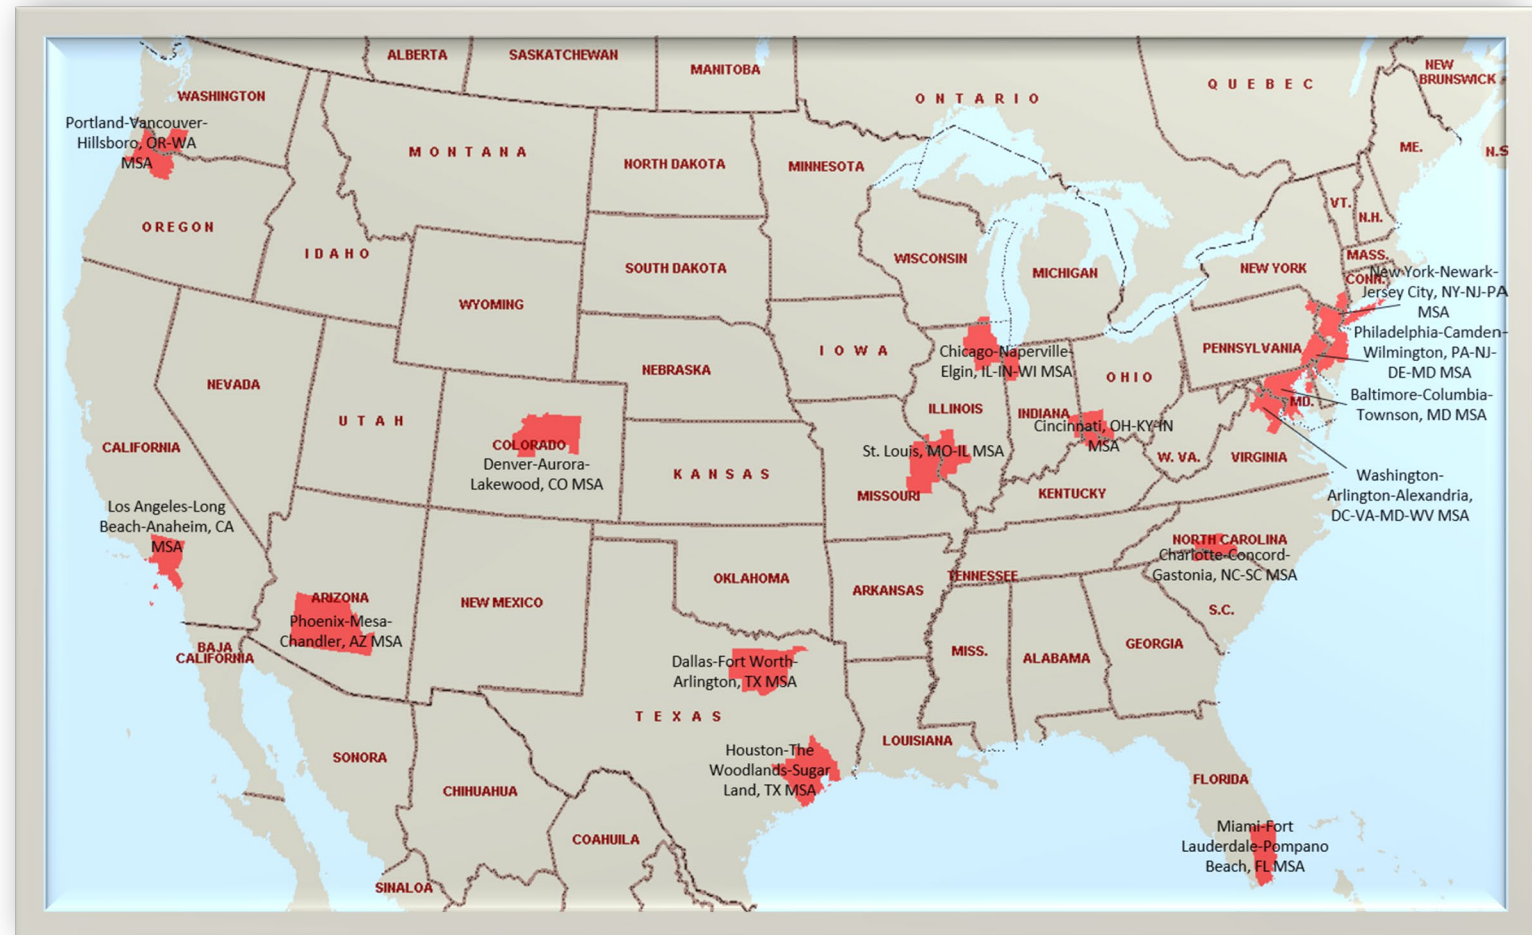 ALBERTA
SASKATCHEWAN
MANITOBA
ONTARIO
QUEBEC
NEW
BRUNSWICK
WASHINGTON
Portland-Vancouver-
Hillsboro, OR-WA
MSA
MONTANA
NORTH DAKOTA
MINNESOTA
ME.
N.S
VT.
N.H.
OREGON
IDAHO
SOUTH DAKOTA
WISCONSIN
MICHIGAN
NEW YORK
MASS.
CONN.
New York-Newark-
Jersey City, NY-NJ-PA
MSA
WYOMING
Philadelphia-Camden-
Wilmington, PA-NJ-
DE-MD MSA
PENNSYLVANIA
IOWA
Chicago-Naperville-
Elgin, IL-IN-WI MSA
NEBRASKA
NEVADA
OHIO
Baltimore-Columbia-
Townson, MD MSA
MD.
UTAH
ILLINOIS
INDIANA
Cincinnati, OH-KY-IN
MSA
CALIFORNIA
COLORADO
Denver-Aurora-
Lakewood, CO MSA
KANSAS
St. Louis, MO-IL MSA
MISSOURI
W. VA.
VIRGINIA
KENTUCKY
Washington-
Arlington-Alexandria,
DC-VA-MD-WV MSA
Los Angeles-Long
Beach-Anaheim, CA
MSA
NORTH CAROLINA
Charlotte-Concord-
Gastonia, NC-SC MSA
OKLAHOMA
TENNESSEE
ARKANSAS
ARIZONA
Phoenix-Mesa-
Chandler, AZ MSA
NEW MEXICO
S.C.
BAJA
CALIFORNIA
Dallas-Fort Worth-
Arlington, TX MSA
MISS.
ALABAMA
GEORGIA
TEXAS
LOUISIANA
SONORA
Houston-The
Woodlands-Sugar
Land, TX MSA
FLORIDA
CHIHUAHUA
Miami-Fort
Lauderdale-Pompano
Beach, FL MSA
COAHUILA
SINALOA